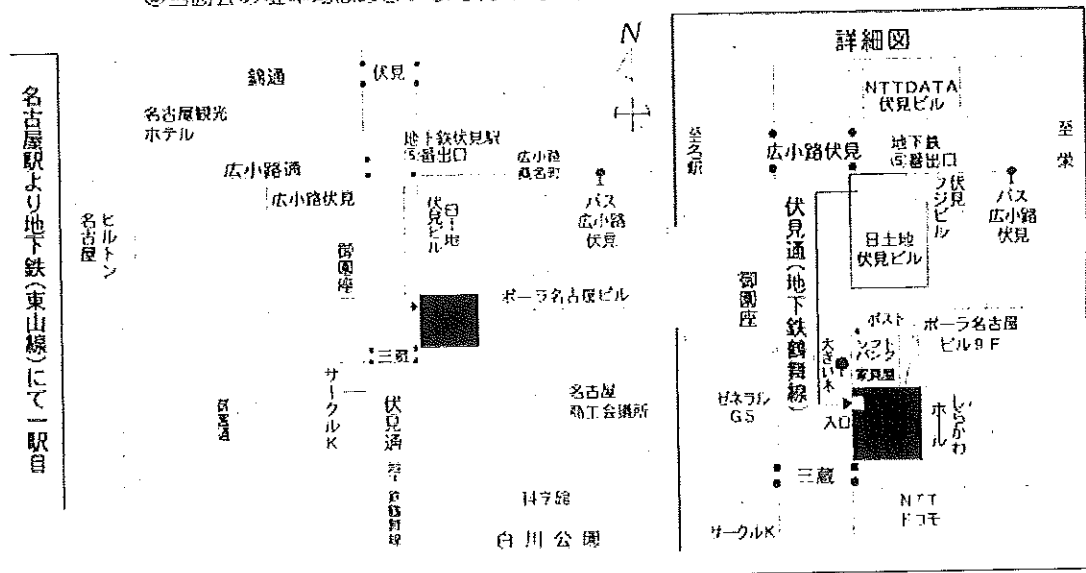 名古屋駅より地下鉄(東山線)にて一駅目
N
錦通
伏見
名古屋観光
ホテル
地下鉄伏見駅
⑤番出口
広小路通
広小路
桑名町
広小路伏見
バス
広小路
伏見
ヒルトン
名古屋
日土地
伏見ビル
御園座
ポーラ名古屋ビル
三蔵
サークルK
伏見通
名古屋
商工会議所
科学館
白川公園
詳細図
NTTDATA
伏見ビル
至名駅
広小路伏見
地下鉄
⑤番出口
至栄
伏見
フジビル
バス
広小路
伏見
日土地
伏見ビル
伏見通(地下鉄鶴舞線)
御園座
ポスト
ポーラ名古屋
ビル9F
ソフト
バンク
大きい木
家具屋
ゼネラル
GS
入口
しらかわ
ホール
三蔵
NTT
ドコモ
サークルK